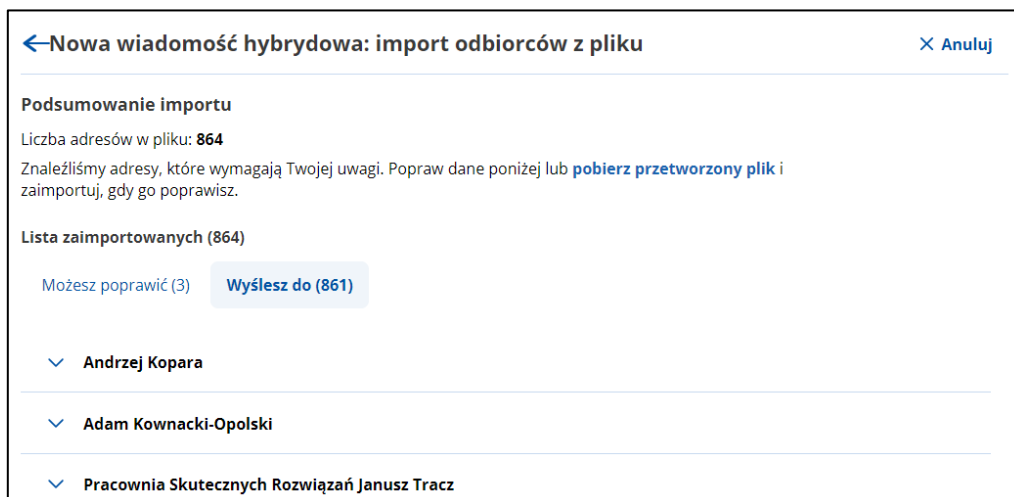 Nowa wiadomość hybrydowa: import odbiorców z pliku
Anuluj
Podsumowanie importu
Liczba adresów w pliku: 864
Znaleźliśmy adresy, które wymagają Twojej uwagi. Popraw dane poniżej lub pobierz przetworzony plik i
zaimportuj, gdy go poprawisz.
Lista zaimportowanych (864)
Możesz poprawić (3)
Wyślesz do (861)
Andrzej Kopara
Adam Kownacki-Opolski
Pracownia Skutecznych Rozwiązań Janusz Tracz